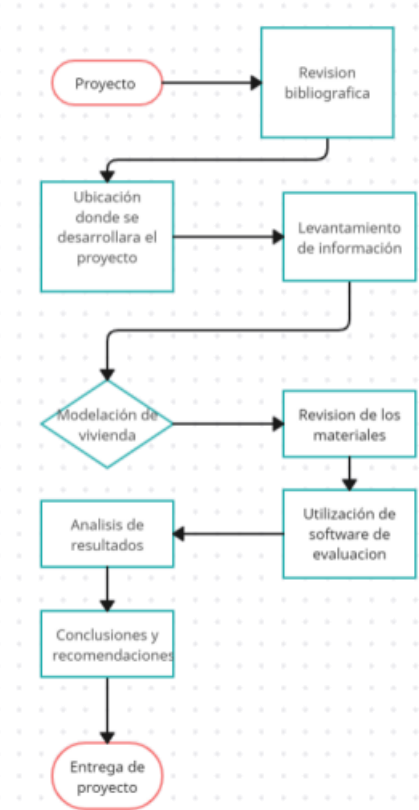 Proyecto
Revision
bibliografica
Ubicación
donde se
desarrollara el
proyecto
Levantamiento
de información
Modelación de
vivienda
Revision de los
materiales
Utilización de
software de
evaluacion
Analisis de
resultados
Conclusiones y
recomendaciones
Entrega de
proyecto